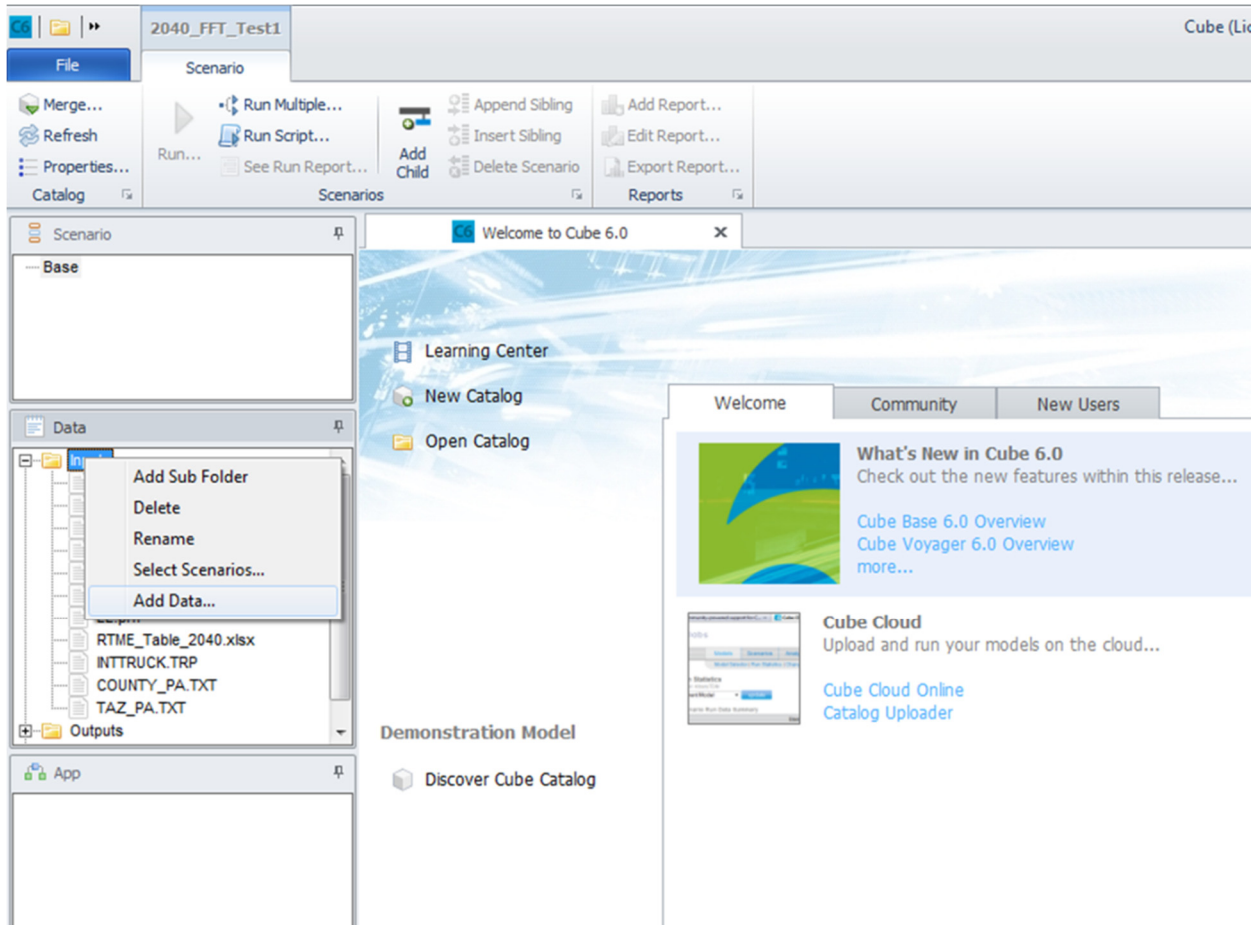 C6
2040_FFT_Test1
Cube (Lic
File
Scenario
Merge...
Refresh
Properties...
Catalog
Run...
Run Multiple...
Run Script...
See Run Report...
Add
Child
Append Sibling
Insert Sibling
Delete Scenario
Scenarios
Add Report...
Edit Report...
Export Report...
Reports
Scenario
Base
C6 Welcome to Cube 6.0
Learning Center
New Catalog
Open Catalog
Data
Add Sub Folder
Delete
Rename
Select Scenarios...
Add Data...
RTME_Table_2040.xlsx
INTTRUCK.TRP
COUNTY_PA.TXT
TAZ_PA.TXT
Outputs
App
Demonstration Model
Discover Cube Catalog
Welcome
Community
New Users
What's New in Cube 6.0
Check out the new features within this release...
Cube Base 6.0 Overview
Cube Voyager 6.0 Overview
more...
Cube Cloud
Upload and run your models on the cloud...
Cube Cloud Online
Catalog Uploader